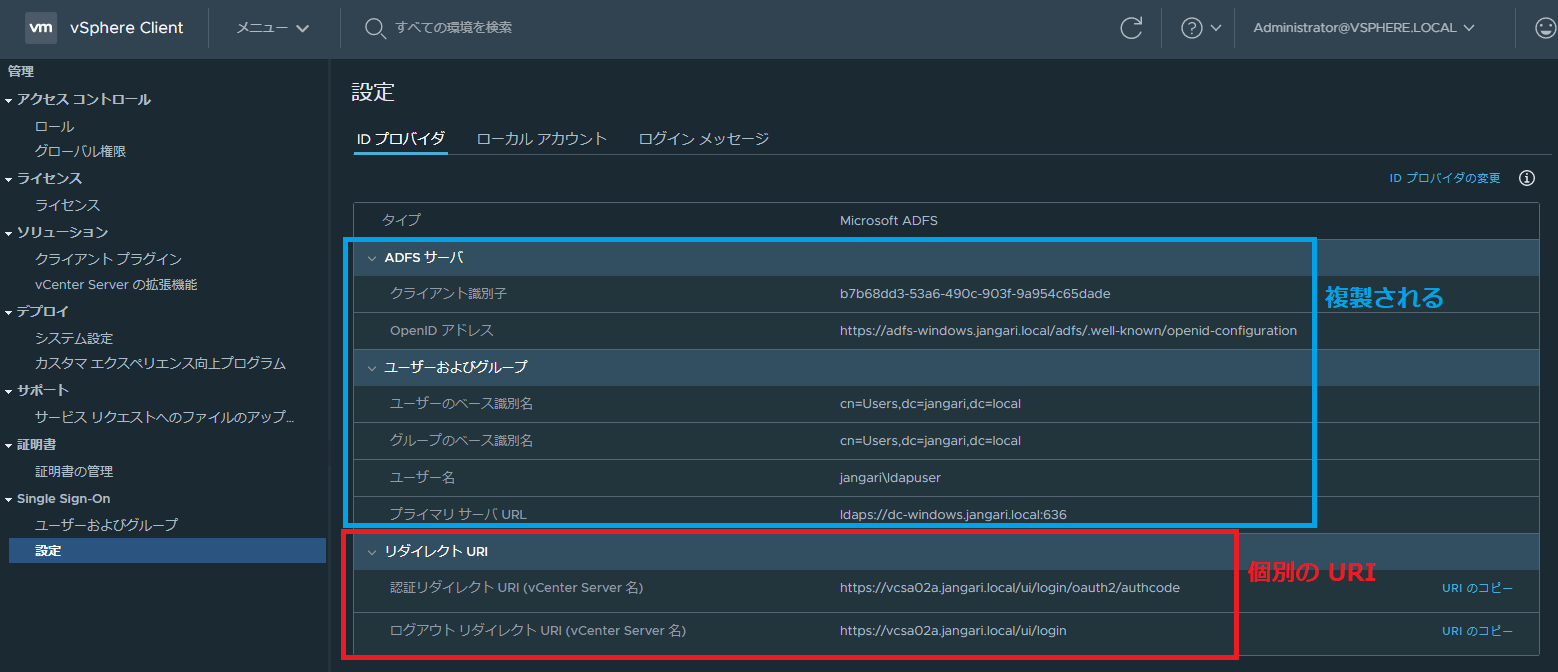 vm vSphere Client メニュー すべての環境を検索 Administrator@VSPHERE.LOCAL
管理
アクセス コントロール
ロール
グローバル権限
ライセンス
ライセンス
ソリューション
クライアント プラグイン
vCenter Server の拡張機能
デプロイ
システム設定
カスタマ エクスペリエンス向上プログラム
サポート
サービス リクエストへのファイルのアップ...
証明書
証明書の管理
Single Sign-On
ユーザーおよびグループ
設定
設定
ID プロバイダ ローカル アカウント ログイン メッセージ
ID プロバイダの変更
タイプ Microsoft ADFS
ADFS サーバ
クライアント識別子 b7b68dd3-53a6-490c-903f-9a954c65dade
複製される
OpenID アドレス https://adfs-windows.jangari.local/adfs/.well-known/openid-configuration
ユーザーおよびグループ
ユーザーのベース識別名 cn=Users,dc=jangari,dc=local
グループのベース識別名 cn=Users,dc=jangari,dc=local
ユーザー名 jangari\ldapuser
プライマリ サーバ URL ldaps://dc-windows.jangari.local:636
リダイレクト URI
個別の URI
認証リダイレクト URI (vCenter Server 名) https://vcsa02a.jangari.local/ui/login/oauth2/authcode URI のコピー
ログアウト リダイレクト URI (vCenter Server 名) https://vcsa02a.jangari.local/ui/login URI のコピー